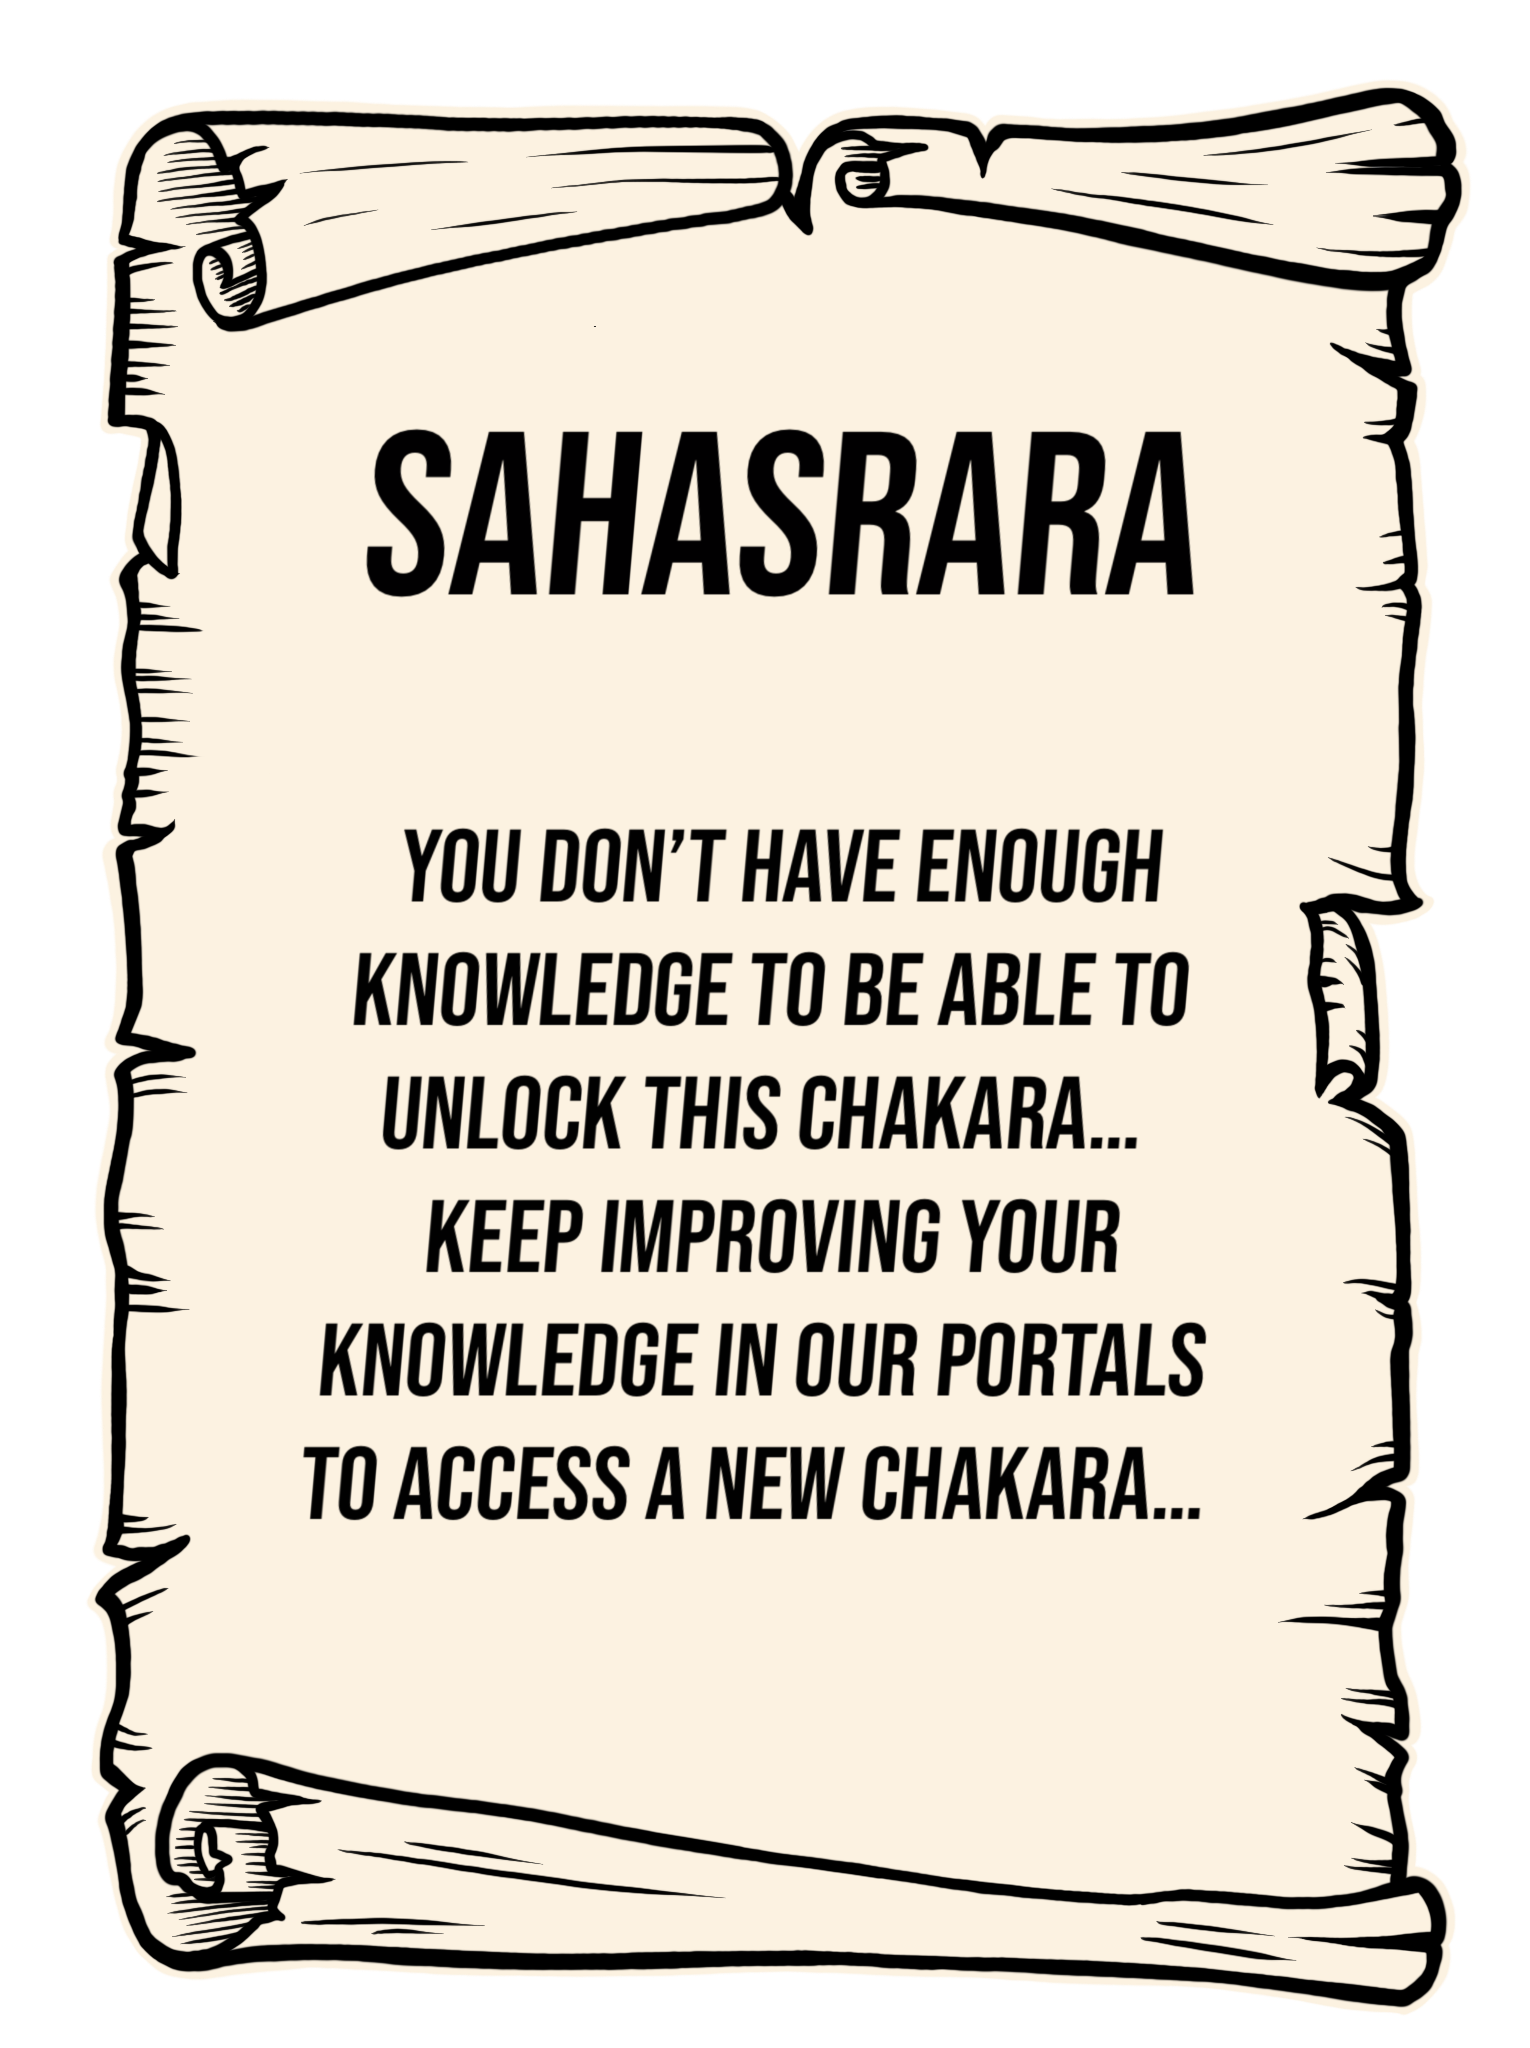 SAHASRARA
YOU DON'T HAVE ENOUGH
KNOWLEDGE TO BE ABLE TO
UNLOCK THIS CHAKARA...
KEEP IMPROVING YOUR
KNOWLEDGE IN OUR PORTALS
TO ACCESS A NEW CHAKARA...